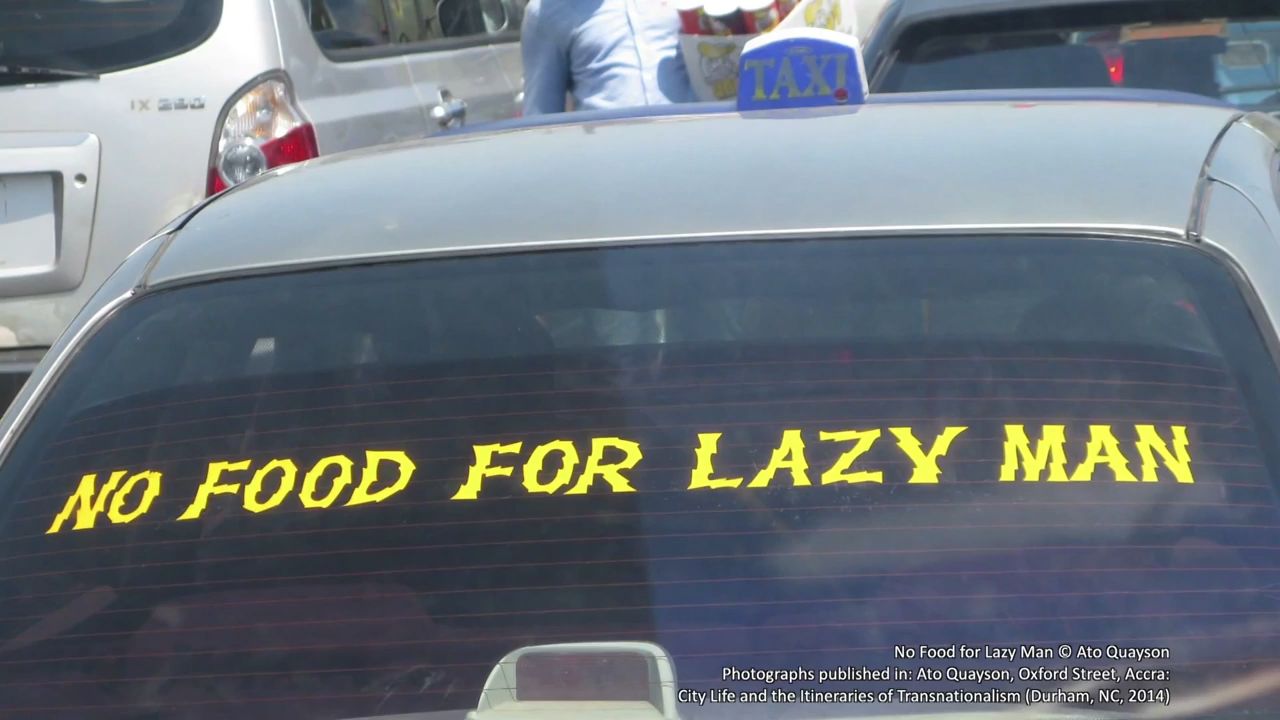 iX 290
TAXI
NO FOOD FOR LAZY MAN
No Food for Lazy Man © Ato Quayson
Photographs published in: Ato Quayson, Oxford Street, Accra:
City Life and the Itineraries of Transnationalism (Durham, NC, 2014)